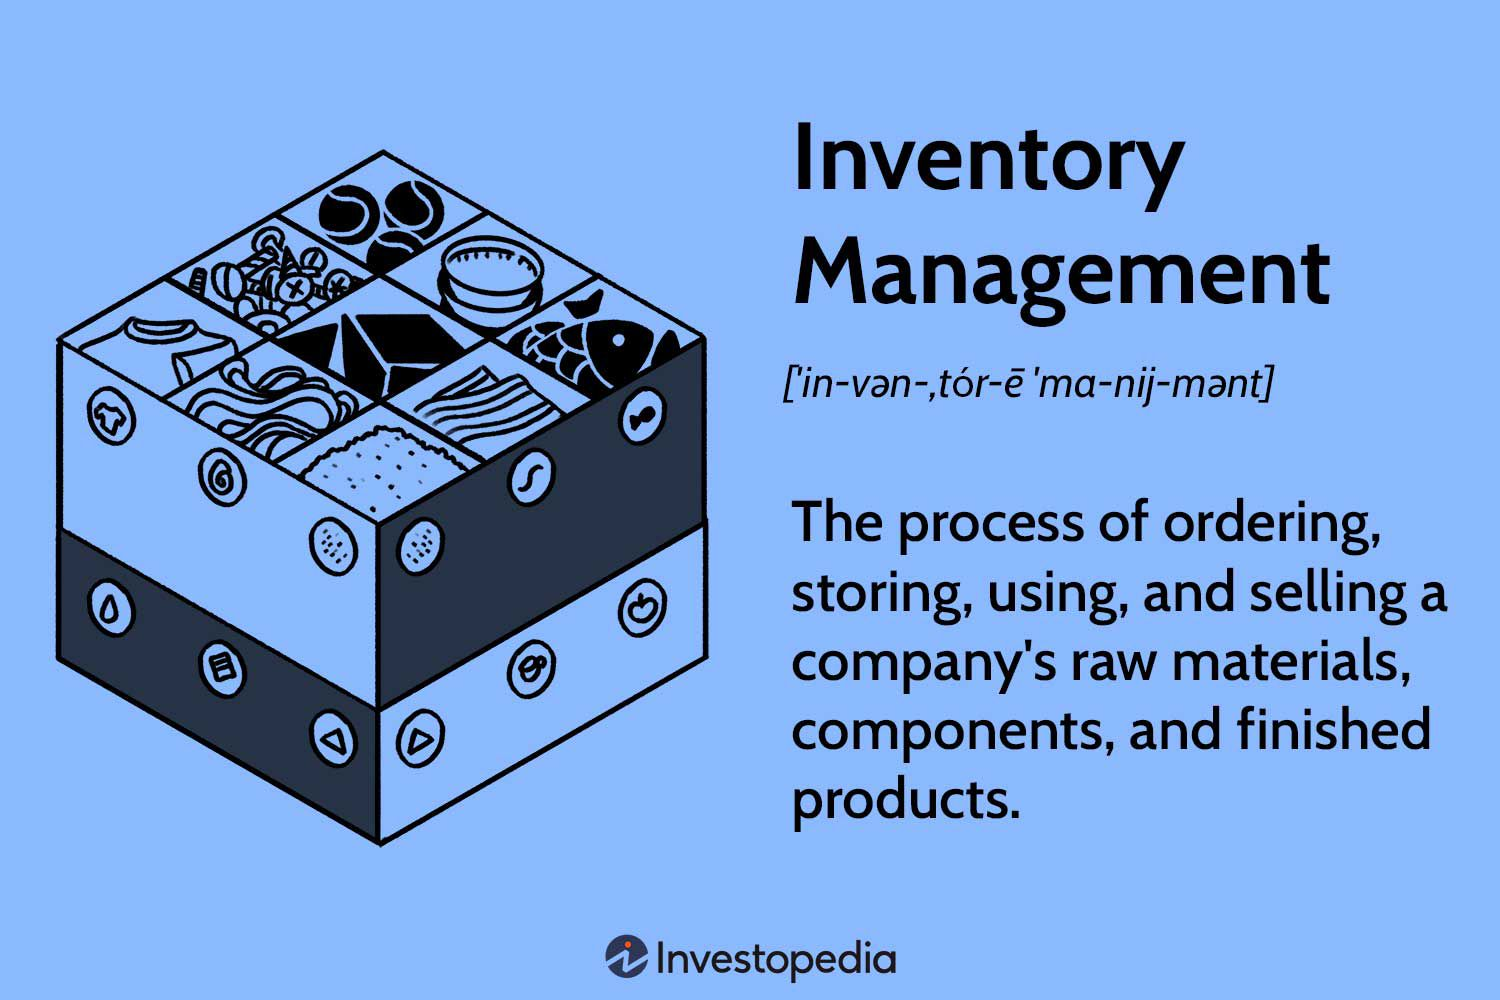 Inventory
Management
['in-vən-,tór-ē 'ma-nij-mənt]
The process of ordering,
storing, using, and selling a
company's raw materials,
components, and finished
products.
Investopedia